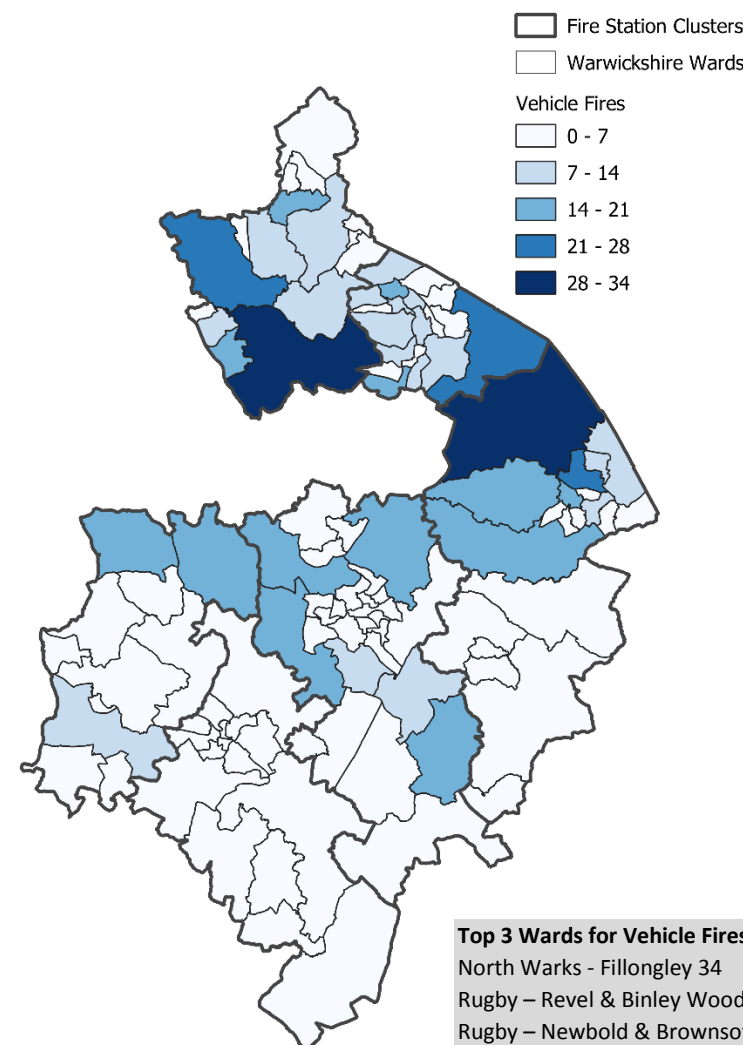 Fire Station Clusters
Warwickshire Wards
Vehicle Fires
0 - 7
7 - 14
14 - 21
21 - 28
28 - 34
Top 3 Wards for Vehicle Fires
North Warks - Fillongley 34
Rugby – Revel & Binley Wood
Rugby – Newbold &